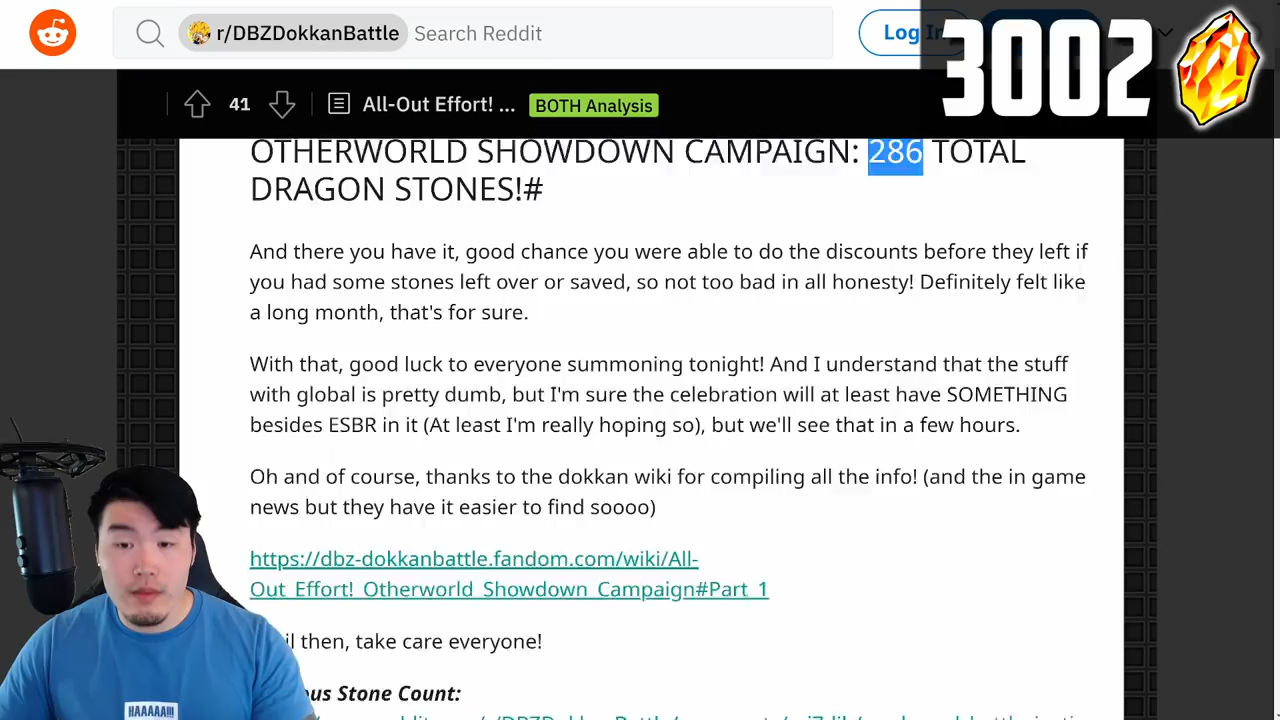 r/DBZDokkanBattle Search Reddit Log In
3002
41 All-Out Effort! ... BOTH Analysis
OTHERWORLD SHOWDOWN CAMPAIGN: 286 TOTAL
DRAGON STONES!#
And there you have it, good chance you were able to do the discounts before they left if
you had some stones left over or saved, so not too bad in all honesty! Definitely felt like
a long month, that's for sure.
With that, good luck to everyone summoning tonight! And I understand that the stuff
with global is pretty dumb, but I'm sure the celebration will at least have SOMETHING
besides ESBR in it (At least I'm really hoping so), but we'll see that in a few hours.
Oh and of course, thanks to the dokkan wiki for compiling all the info! (and the in game
news but they have it easier to find soooo)
https://dbz-dokkanbattle.fandom.com/wiki/All-
Out_Effort!_Otherworld_Showdown_Campaign#Part_1
then, take care everyone!
Stone Count:
HAAAAA!!!